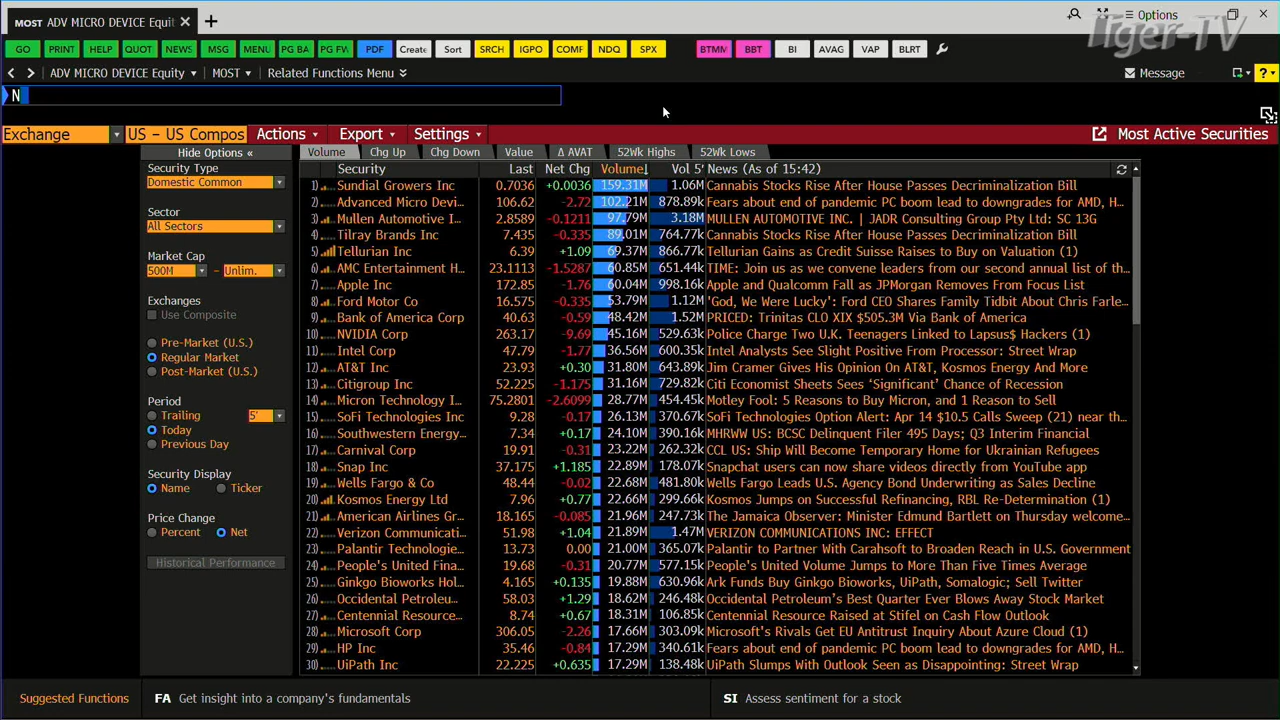 MOST ADV MICRO DEVICE Equit × +
Options
Tiger-TV
GO PRINT HELP QUOT NEWS MSG MENU PG BA PG FW PDF Create Sort SRCH IGPO COMF NDQ SPX BTMM BBT BI AVAG VAP BLRT
< > ADV MICRO DEVICE Equity MOST Related Functions Menu Message ?
N
Exchange US - US Compos Actions Export Settings Most Active Securities
Hide Options «
Security Type
Domestic Common
Sector
All Sectors
Market Cap
500M - Unlim.
Exchanges
Use Composite
Pre-Market (U.S.)
Regular Market
Post-Market (U.S.)
Period
Trailing 5'
Today
Previous Day
Security Display
Name Ticker
Price Change
Percent Net
Historical Performance
Volume Chg Up Chg Down Value Δ AVAT 52Wk Highs 52Wk Lows
Security Last Net Chg Volume↓ Vol 5' News (As of 15:42)
1) Sundial Growers Inc 0.7036 +0.0036 159.31M 1.06M Cannabis Stocks Rise After House Passes Decriminalization Bill
2) Advanced Micro Devi... 106.62 -2.72 102.21M 878.89k Fears about end of pandemic PC boom lead to downgrades for AMD, H...
3) Mullen Automotive I... 2.8589 -0.1211 97.79M 3.18M MULLEN AUTOMOTIVE INC. | JADR Consulting Group Pty Ltd: SC 13G
4) Tilray Brands Inc 7.435 -0.335 89.01M 764.77k Cannabis Stocks Rise After House Passes Decriminalization Bill
5) Tellurian Inc 6.39 +1.09 69.37M 866.77k Tellurian Gains as Credit Suisse Raises to Buy on Valuation (1)
6) AMC Entertainment H... 23.1113 -1.5287 60.85M 651.44k TIME: Join us as we convene leaders from our second annual list of th...
7) Apple Inc 172.85 -1.76 60.04M 998.16k Apple and Qualcomm Fall as JPMorgan Removes From Focus List
8) Ford Motor Co 16.575 -0.335 53.79M 1.12M 'God, We Were Lucky': Ford CEO Shares Family Tidbit About Chris Farle...
9) Bank of America Corp 40.63 -0.59 48.42M 1.52M PRICED: Trinitas CLO XIX $505.3M Via Bank of America
10) NVIDIA Corp 263.17 -9.69 45.16M 529.63k Police Charge Two U.K. Teenagers Linked to Lapsus$ Hackers (1)
11) Intel Corp 47.79 -1.77 36.56M 600.35k Intel Analysts See Slight Positive From Processor: Street Wrap
12) AT&T Inc 23.93 +0.30 31.80M 643.89k Jim Cramer Gives His Opinion On AT&T, Kosmos Energy And More
13) Citigroup Inc 52.225 -1.175 31.16M 729.82k Citi Economist Sheets Sees ‘Significant’ Chance of Recession
14) Micron Technology I... 75.2801 -2.6099 28.77M 454.45k Motley Fool: 5 Reasons to Buy Micron, and 1 Reason to Sell
15) SoFi Technologies Inc 9.28 -0.17 26.13M 370.67k SoFi Technologies Option Alert: Apr 14 $10.5 Calls Sweep (21) near th...
16) Southwestern Energy... 7.34 +0.17 24.10M 390.16k MHRWW US: BCSC Delinquent Filer 495 Days; Q3 Interim Financial
17) Carnival Corp 19.91 -0.31 23.22M 262.32k CCL US: Ship Will Become Temporary Home for Ukrainian Refugees
18) Snap Inc 37.175 +1.185 22.89M 178.07k Snapchat users can now share videos directly from YouTube app
19) Wells Fargo & Co 48.44 -0.02 22.68M 481.80k Wells Fargo Leads U.S. Agency Bond Underwriting as Sales Decline
20) Kosmos Energy Ltd 7.96 +0.77 22.66M 299.66k Kosmos Jumps on Successful Refinancing, RBL Re-Determination (1)
21) American Airlines Gr... 18.165 -0.085 21.96M 247.73k The Jamaica Observer: Minister Edmund Bartlett on Thursday welcome...
22) Verizon Communicati... 51.98 +1.04 21.89M 1.47M VERIZON COMMUNICATIONS INC: EFFECT
23) Palantir Technologie... 13.73 0.00 21.00M 365.07k Palantir to Partner With Carahsoft to Broaden Reach in U.S. Government
24) People's United Fina... 19.68 -0.31 20.77M 577.15k People's United Volume Jumps to More Than Five Times Average
25) Ginkgo Bioworks Hol... 4.165 +0.135 19.88M 630.96k Ark Funds Buy Ginkgo Bioworks, UiPath, Somalogic; Sell Twitter
26) Occidental Petroleu... 58.03 +1.29 18.62M 246.48k Occidental Petroleum’s Best Quarter Ever Blows Away Stock Market
27) Centennial Resource... 8.74 +0.67 18.31M 106.85k Centennial Resource Raised at Stifel on Cash Flow Outlook
28) Microsoft Corp 306.05 -2.26 17.66M 303.09k Microsoft's Rivals Get EU Antitrust Inquiry About Azure Cloud (1)
29) HP Inc 35.46 -0.84 17.29M 340.61k Fears about end of pandemic PC boom lead to downgrades for AMD, H...
30) UiPath Inc 22.225 +0.635 17.29M 138.48k UiPath Slumps With Outlook Seen as Disappointing: Street Wrap
Suggested Functions FA Get insight into a company's fundamentals SI Assess sentiment for a stock